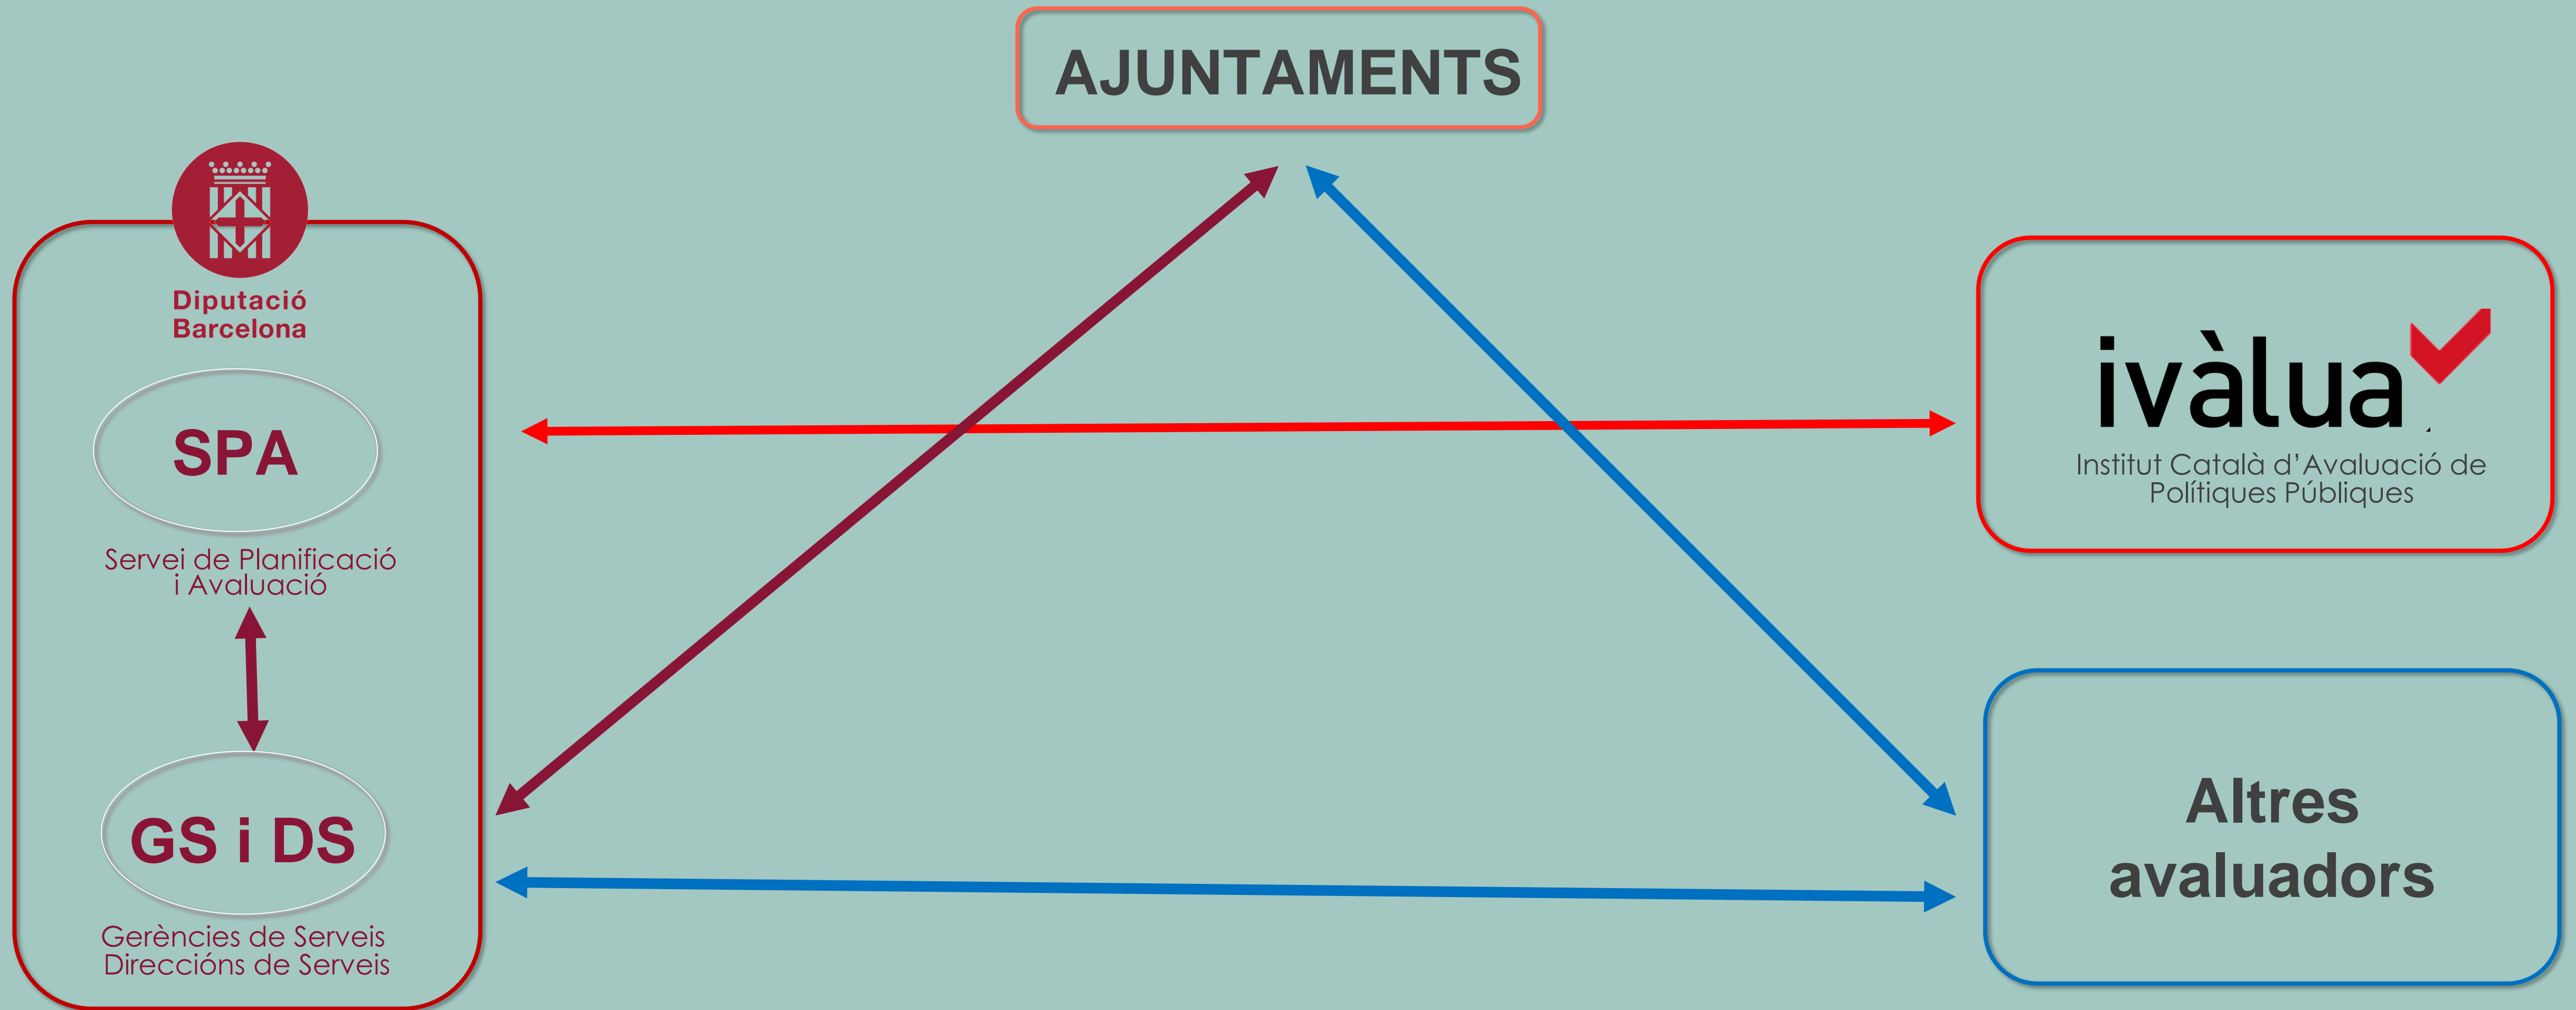 AJUNTAMENTS
Diputació
Barcelona
SPA
Servei de Planificació
i Avaluació
GS i DS
Gerències de Serveis
Direccións de Serveis
ivàlua
Institut Català d’Avaluació de
Polítiques Públiques
Altres
avaluadors